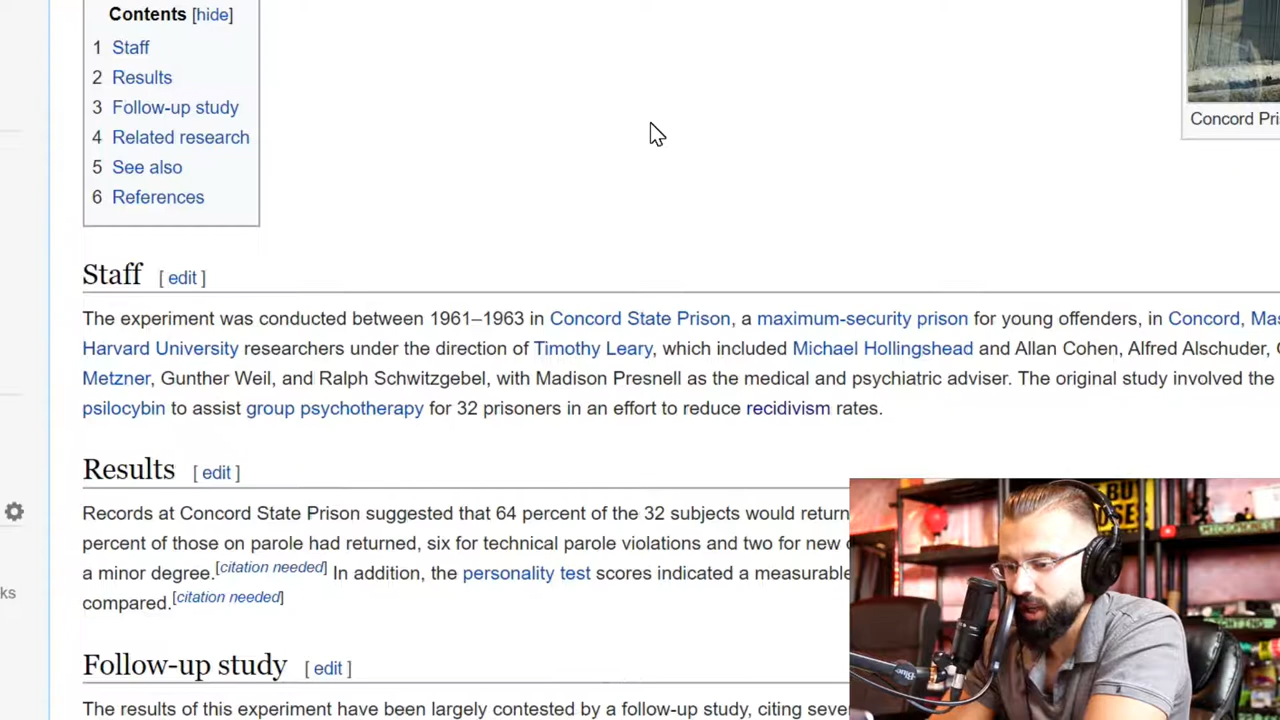 Contents [hide]
1 Staff
2 Results
3 Follow-up study
4 Related research
5 See also
6 References
Concord Pri
Staff [ edit ]
The experiment was conducted between 1961–1963 in Concord State Prison, a maximum-security prison for young offenders, in Concord, Mas
Harvard University researchers under the direction of Timothy Leary, which included Michael Hollingshead and Allan Cohen, Alfred Alschuder,
Metzner, Gunther Weil, and Ralph Schwitzgebel, with Madison Presnell as the medical and psychiatric adviser. The original study involved the
psilocybin to assist group psychotherapy for 32 prisoners in an effort to reduce recidivism rates.
Results [ edit ]
Records at Concord State Prison suggested that 64 percent of the 32 subjects would return
percent of those on parole had returned, six for technical parole violations and two for new
a minor degree.[citation needed] In addition, the personality test scores indicated a measurable
compared.[citation needed]
ks
Follow-up study [ edit ]
The results of this experiment have been largely contested by a follow-up study, citing seve
Blue